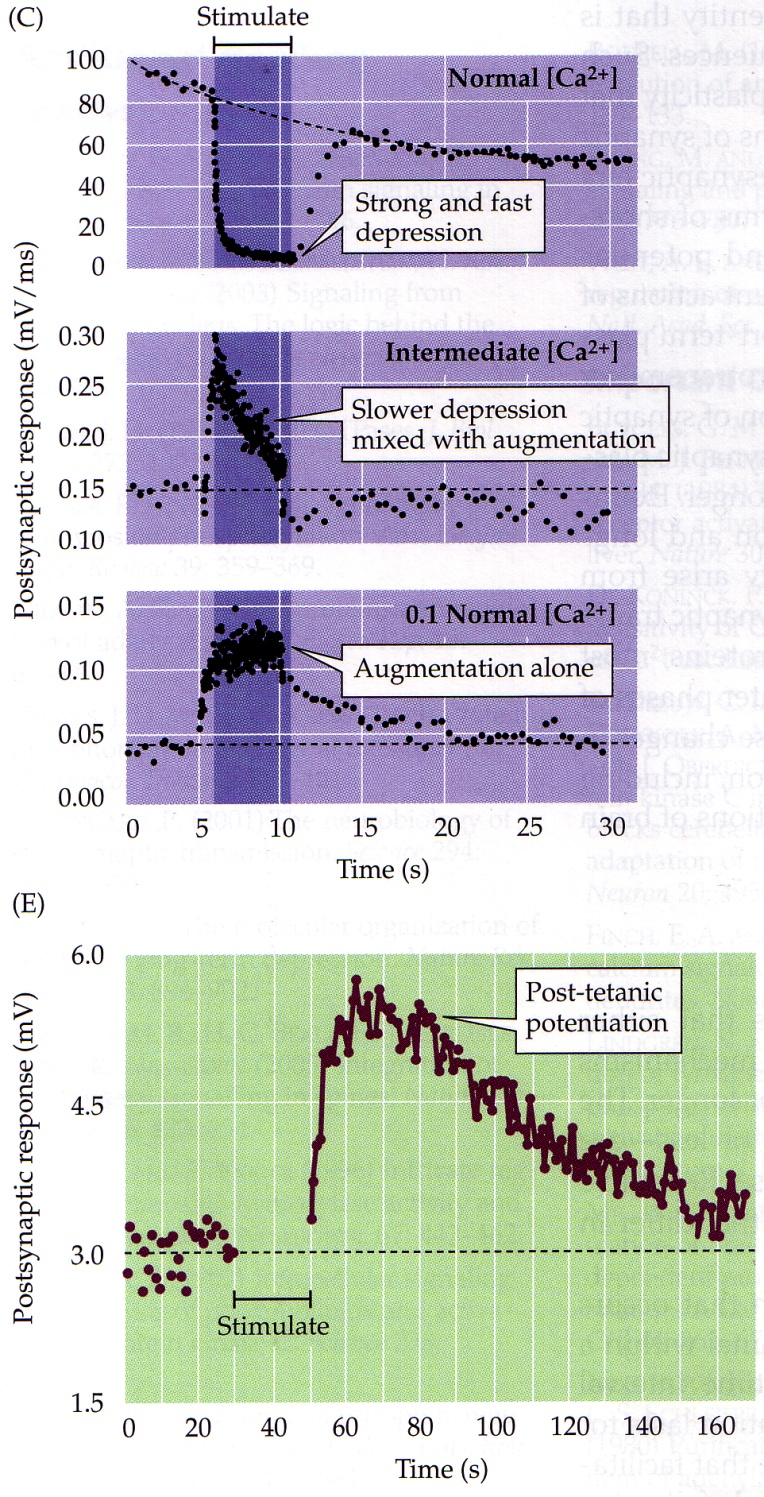 (C)
Stimulate
Normal [Ca²⁺]
100
80
60
40
20
0
Strong and fast
depression
Postsynaptic response (mV/ms)
Intermediate [Ca²⁺]
0.30
0.25
0.20
0.15
0.10
Slower depression
mixed with augmentation
0.1 Normal [Ca²⁺]
0.15
0.10
0.05
0.00
Augmentation alone
0 5 10 15 20 25 30
Time (s)
(E)
Postsynaptic response (mV)
6.0
4.5
3.0
1.5
Post-tetanic
potentiation
Stimulate
0 20 40 60 80 100 120 140 160
Time (s)